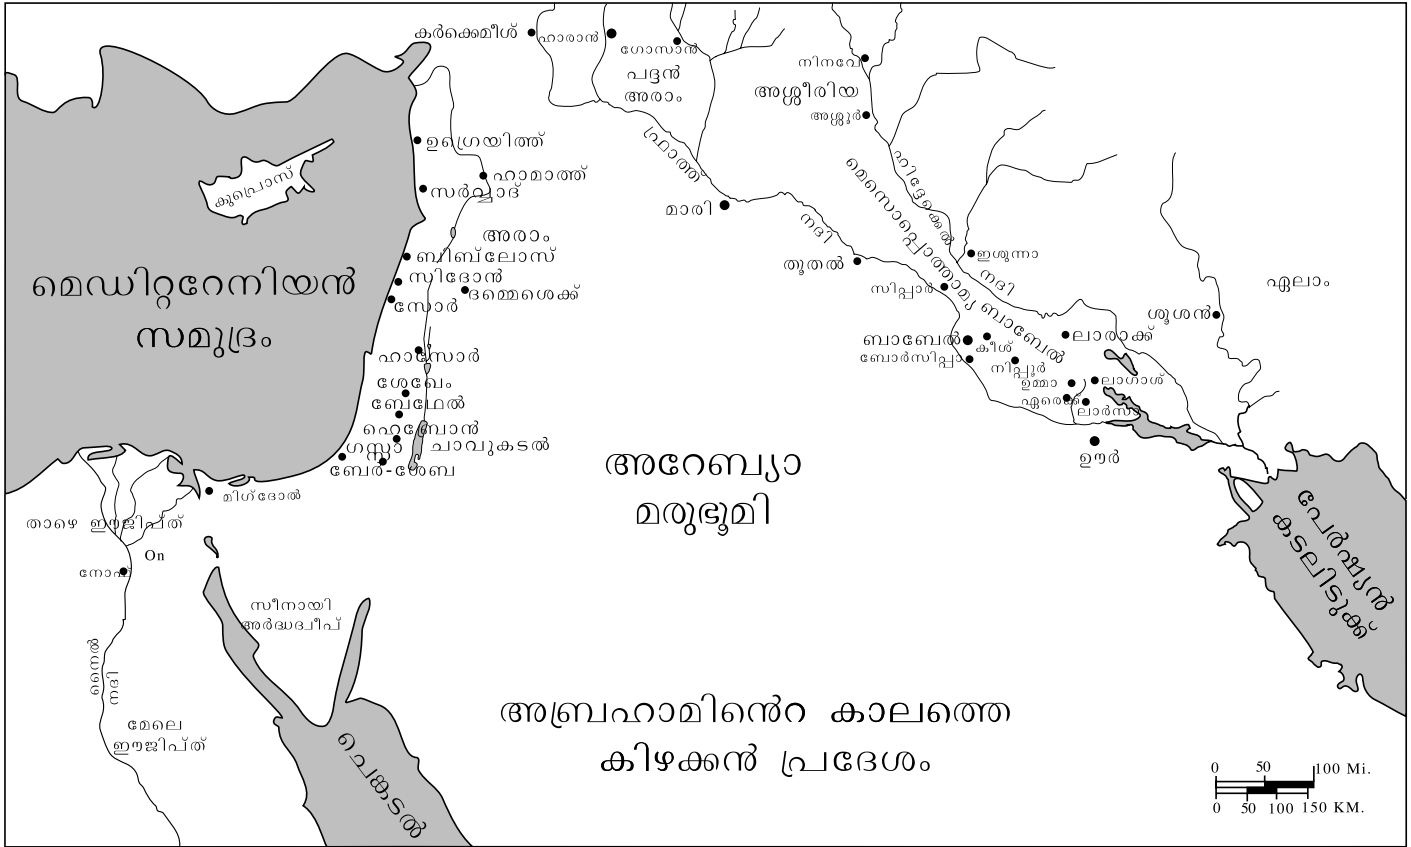 കർക്കെമീശ്
ഹാരാൻ
ഗോസാൻ
പദ്ദൻ
അരാം
നിനവേ
അശ്ശീരിയ
അശ്ശൂർ
ഉഗ്രെയിത്ത്
ഹാമാത്ത്
സർവ്വാദ്
കുപ്രൊസ്
ഫ്രാത്ത്
നദി
മാരി
മെസൊപ്പൊത്താമ്യ
ഹിദ്ദേക്കെൽ
നദി
അരാം
ബിബ്ലോസ്
സിദോൻ
ദമ്മെശെക്ക്
സോർ
മെഡിറ്ററേനിയൻ
സമുദ്രം
തൂതൽ
സിപ്പാർ
ഇശുന്നാ
ഏലാം
ശൂശൻ
ബാബേൽ
ബാബേൽ
കീശ്
ലാരാക്ക്
ബോർസിപ്പാ
നിപ്പൂർ
ഉമ്മാ
ലാഗാശ്
ഏരെക്ക്
ലാർസാ
ഊർ
ഹാസോർ
ശേഖേം
ബേഥേൽ
ഹെബ്രോൻ
ഗസ്സാ
ചാവുകടൽ
ബേർ-ശേബ
മിഗ്ദോൽ
അറേബ്യാ
മരുഭൂമി
താഴെ ഈജിപ്ത്
On
നോഫ്
സീനായി
അർദ്ധദ്വീപ്
നൈൽ
നദി
മേലെ
ഈജിപ്ത്
ചെങ്കടൽ
പേർഷ്യൻ
കടലിടുക്ക്
അബ്രഹാമിൻെറ കാലത്തെ
കിഴക്കൻ പ്രദേശം
0 50 100 Mi.
0 50 100 150 KM.